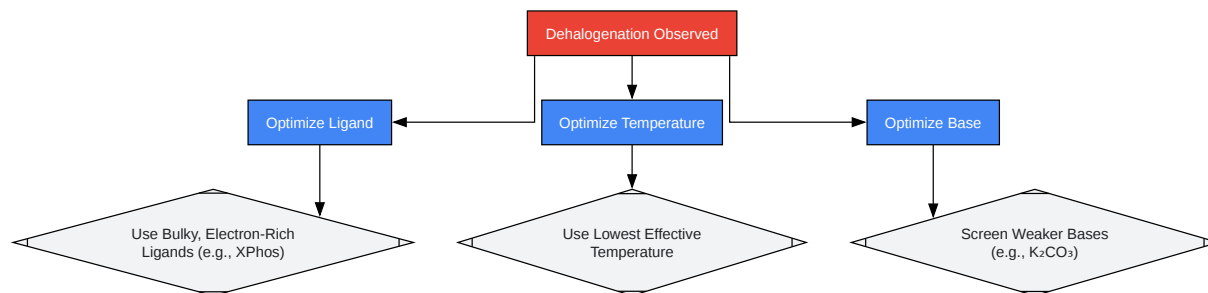 Dehalogenation Observed
Optimize Ligand
Optimize Temperature
Optimize Base
Use Bulky, Electron-Rich
Ligands (e.g., XPhos)
Use Lowest Effective
Temperature
Screen Weaker Bases
(e.g., K₂CO₃)